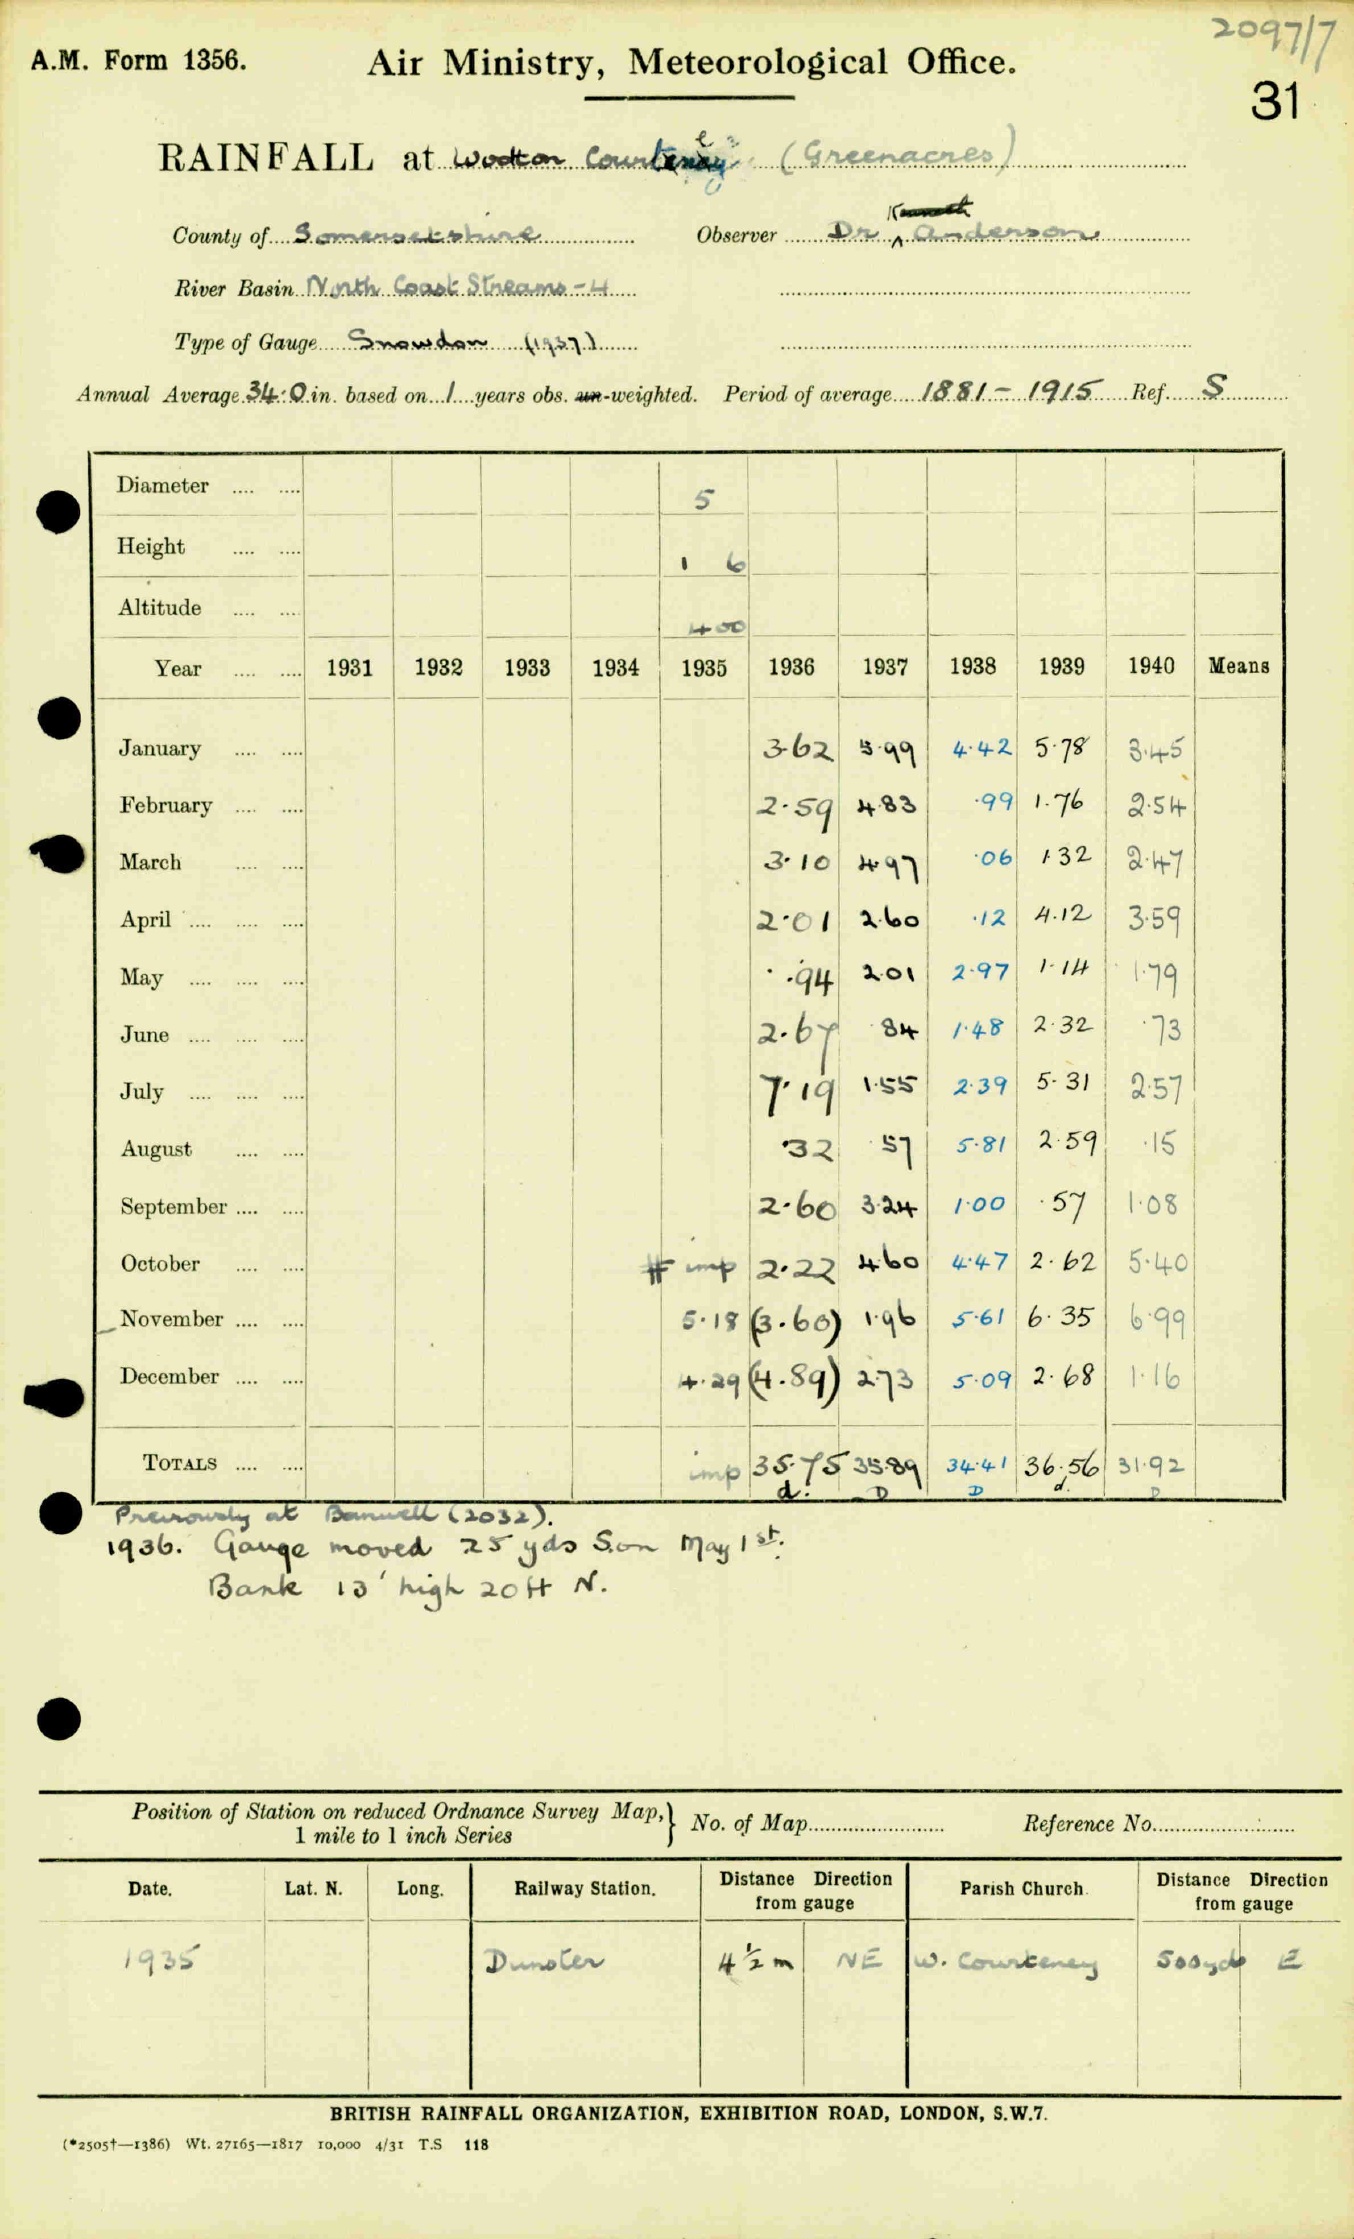 2097/7
A.M. Form 1356. Air Ministry, Meteorological Office.
31
RAINFALL at Wootton Courtenay (Greenacres)
County of Somersetshire Observer Dr Kenneth Anderson
River Basin North Coast Streams - 4
Type of Gauge Snowdon (1937)
Annual Average 34.0 in. based on 1 years obs. un-weighted. Period of average 1881 - 1915 Ref. S
Diameter .... .... 5
Height .... .... 1 6
Altitude .... .... 400
Year .... .... 1931 1932 1933 1934 1935 1936 1937 1938 1939 1940 Means
January .... .... 3.62 5.99 4.42 5.78 3.45
February .... .... 2.59 4.83 .99 1.76 2.54
March .... .... 3.10 4.97 .06 1.32 2.47
April .... .... .... 2.01 2.60 .12 4.12 3.59
May .... .... .... .94 2.01 2.97 1.14 1.79
June .... .... .... 2.67 84 1.48 2.32 .73
July .... .... .... 7.19 1.55 2.39 5.31 2.57
August .... .... .32 57 5.81 2.59 .15
September .... .... 2.60 3.24 1.00 .57 1.08
October .... .... # imp 2.22 4.60 4.47 2.62 5.40
November .... .... 5.18 (3.60) 1.96 5.61 6.35 6.99
December .... .... 4.29 (4.89) 2.73 5.09 2.68 1.16
TOTALS .... .... imp 35.75 35.89 34.41 36.56 31.92
d. D D d. D
Previously at Banwell (2032).
1936. Gauge moved 25 yds S. on May 1st.
Bank 13' high 20 ft N.
Position of Station on reduced Ordnance Survey Map, } No. of Map Reference No.
1 mile to 1 inch Series
Date. Lat. N. Long. Railway Station. Distance Direction from gauge Parish Church Distance Direction from gauge
1935 Dunster 4½ m NE W. Courteney 500yds E
BRITISH RAINFALL ORGANIZATION, EXHIBITION ROAD, LONDON, S.W.7.
(*2505†—1386) Wt. 27165—1817 10,000 4/31 T.S 118